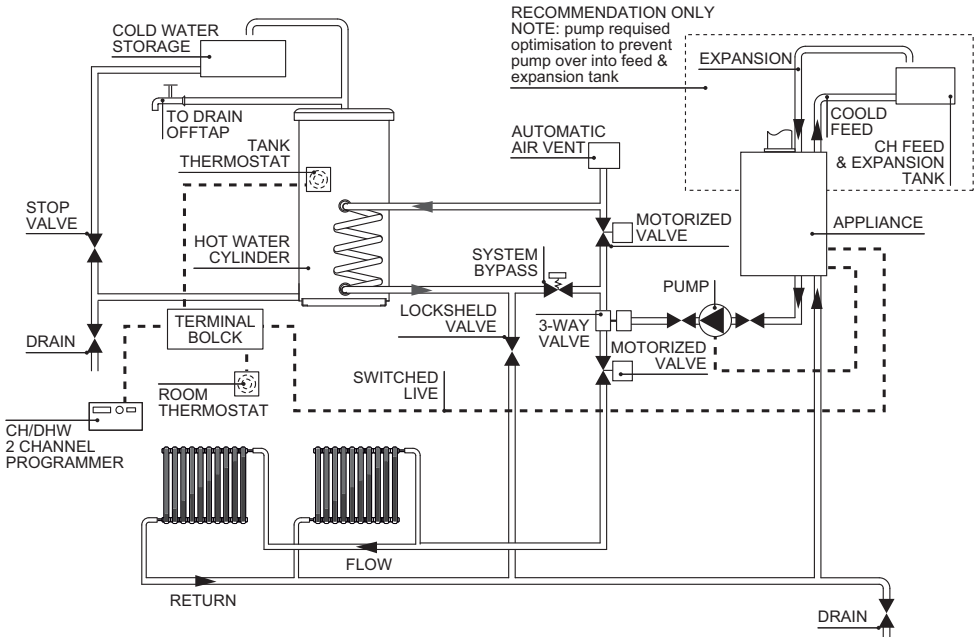 RECOMMENDATION ONLY
NOTE: pump requised
optimisation to prevent
pump over into feed &
expansion tank
COLD WATER
STORAGE
EXPANSION
TO DRAIN
OFFTAP
COOLD
FEED
TANK
THERMOSTAT
AUTOMATIC
AIR VENT
CH FEED
& EXPANSION
TANK
STOP
VALVE
MOTORIZED
VALVE
APPLIANCE
HOT WATER
CYLINDER
SYSTEM
BYPASS
PUMP
LOCKSHELD
VALVE
TERMINAL
BOLCK
3-WAY
VALVE
DRAIN
MOTORIZED
VALVE
ROOM
THERMOSTAT
SWITCHED
LIVE
CH/DHW
2 CHANNEL
PROGRAMMER
FLOW
RETURN
DRAIN